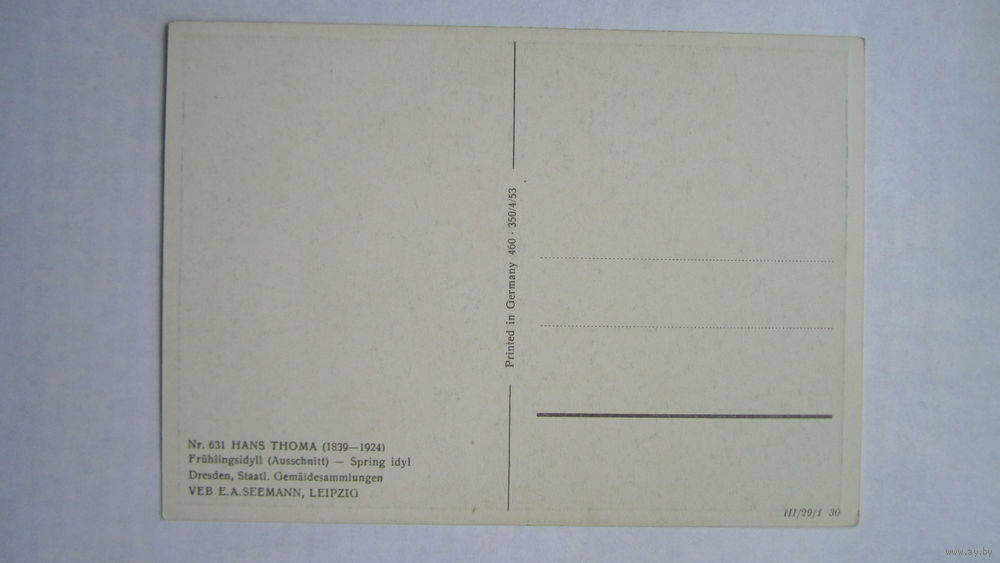 Nr. 631 HANS THOMA (1839—1924)
Frühlingsidyll (Ausschnitt) — Spring idyl
Dresden, Staatl. Gemäldesammlungen
VEB E.A.SEEMANN, LEIPZIG
Printed in Germany 460 · 350/4/53
III/29/1 30
www.ay.by